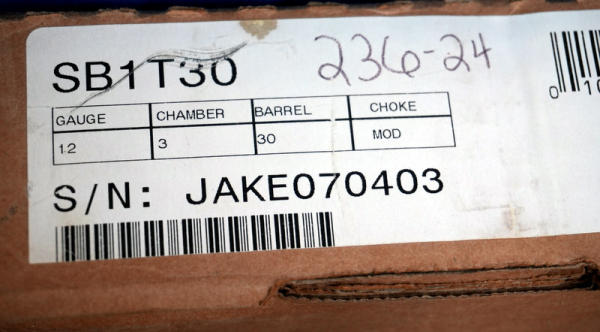 SB1T30 236-24
GAUGE CHAMBER BARREL CHOKE
12 3 30 MOD
S/N: JAKE070403